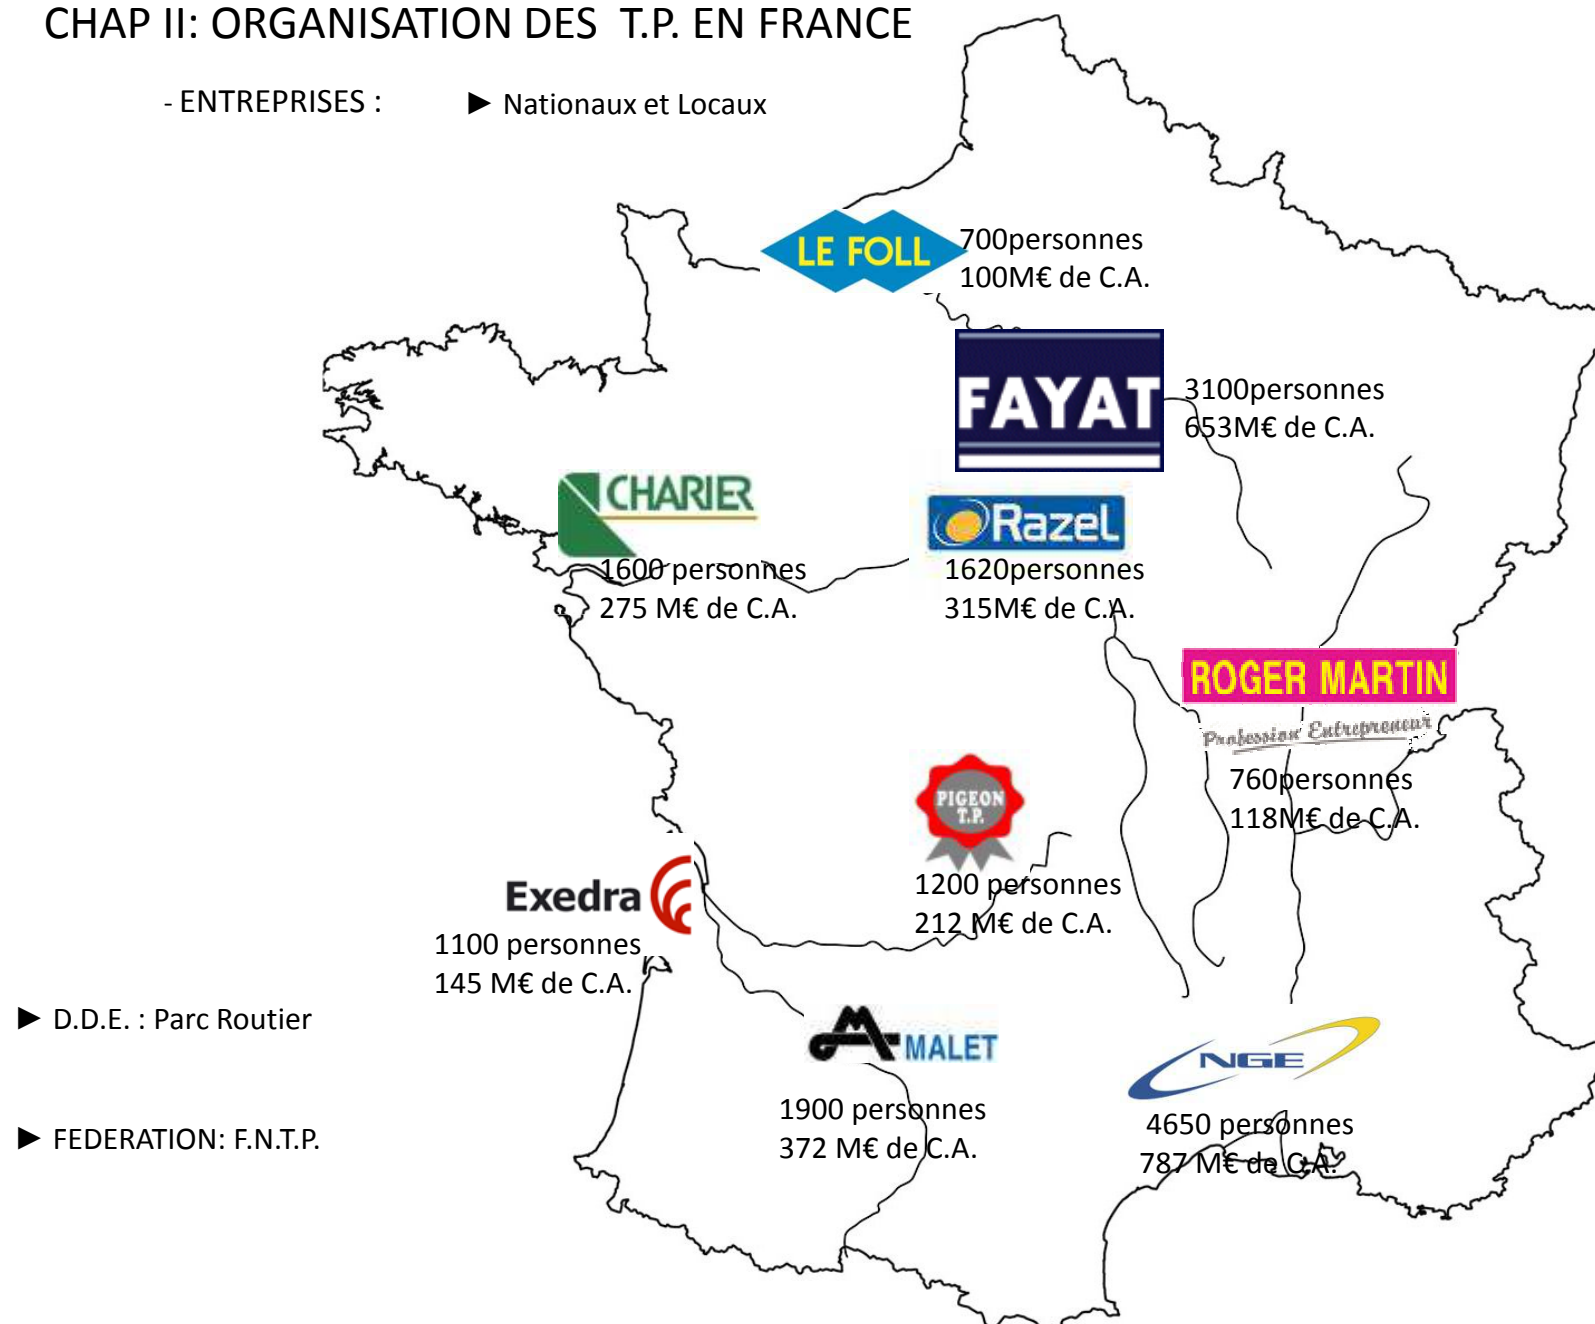 CHAP II: ORGANISATION DES T.P. EN FRANCE
- ENTREPRISES :
► Nationaux et Locaux
LE FOLL
700personnes
100M€ de C.A.
FAYAT
3100personnes
653M€ de C.A.
CHARIER
1600 personnes
275 M€ de C.A.
Razel
1620personnes
315M€ de C.A.
ROGER MARTIN
Profession Entrepreneur
760personnes
118M€ de C.A.
PIGEON
T.P.
1200 personnes
212 M€ de C.A.
Exedra
1100 personnes
145 M€ de C.A.
► D.D.E. : Parc Routier
MALET
1900 personnes
372 M€ de C.A.
NGE
4650 personnes
787 M€ de C.A.
► FEDERATION: F.N.T.P.